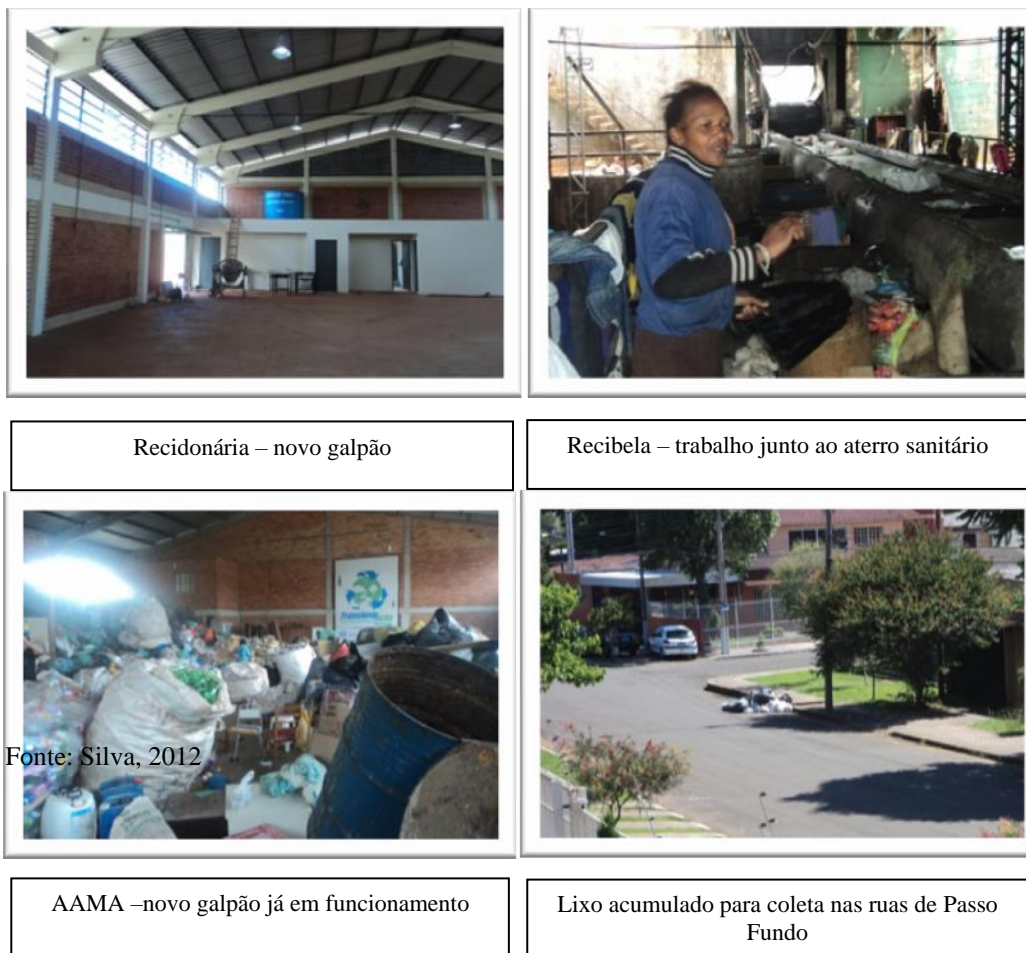 Recidonária – novo galpão
Recibela – trabalho junto ao aterro sanitário
Fonte: Silva, 2012
AAMA –novo galpão já em funcionamento
Lixo acumulado para coleta nas ruas de Passo
Fundo